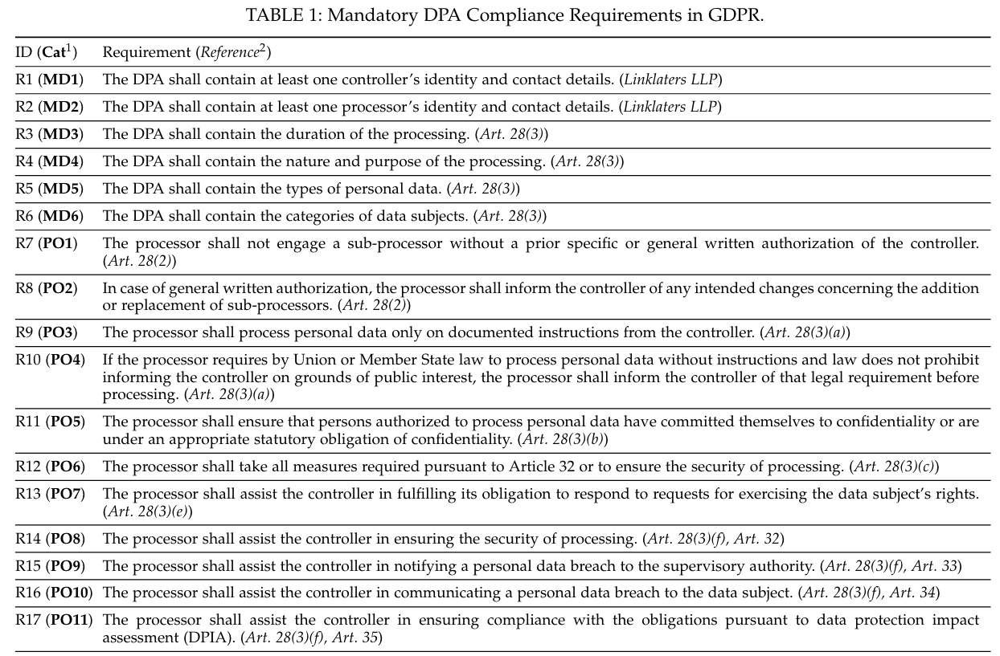 TABLE 1: Mandatory DPA Compliance Requirements in GDPR.
ID (Cat1) Requirement (Reference2)
R1 (MD1) The DPA shall contain at least one controller's identity and contact details. (Linklaters LLP)
R2 (MD2) The DPA shall contain at least one processor's identity and contact details. (Linklaters LLP)
R3 (MD3) The DPA shall contain the duration of the processing. (Art. 28(3))
R4 (MD4) The DPA shall contain the nature and purpose of the processing. (Art. 28(3))
R5 (MD5) The DPA shall contain the types of personal data. (Art. 28(3))
R6 (MD6) The DPA shall contain the categories of data subjects. (Art. 28(3))
R7 (PO1) The processor shall not engage a sub-processor without a prior specific or general written authorization of the controller.
(Art. 28(2))
R8 (PO2) In case of general written authorization, the processor shall inform the controller of any intended changes concerning the addition
or replacement of sub-processors. (Art. 28(2))
R9 (PO3) The processor shall process personal data only on documented instructions from the controller. (Art. 28(3)(a))
R10 (PO4) If the processor requires by Union or Member State law to process personal data without instructions and law does not prohibit
informing the controller on grounds of public interest, the processor shall inform the controller of that legal requirement before
processing. (Art. 28(3)(a))
R11 (PO5) The processor shall ensure that persons authorized to process personal data have committed themselves to confidentiality or are
under an appropriate statutory obligation of confidentiality. (Art. 28(3)(b))
R12 (PO6) The processor shall take all measures required pursuant to Article 32 or to ensure the security of processing. (Art. 28(3)(c))
R13 (PO7) The processor shall assist the controller in fulfilling its obligation to respond to requests for exercising the data subject's rights.
(Art. 28(3)(e))
R14 (PO8) The processor shall assist the controller in ensuring the security of processing. (Art. 28(3)(f), Art. 32)
R15 (PO9) The processor shall assist the controller in notifying a personal data breach to the supervisory authority. (Art. 28(3)(f), Art. 33)
R16 (PO10) The processor shall assist the controller in communicating a personal data breach to the data subject. (Art. 28(3)(f), Art. 34)
R17 (PO11) The processor shall assist the controller in ensuring compliance with the obligations pursuant to data protection impact
assessment (DPIA). (Art. 28(3)(f), Art. 35)